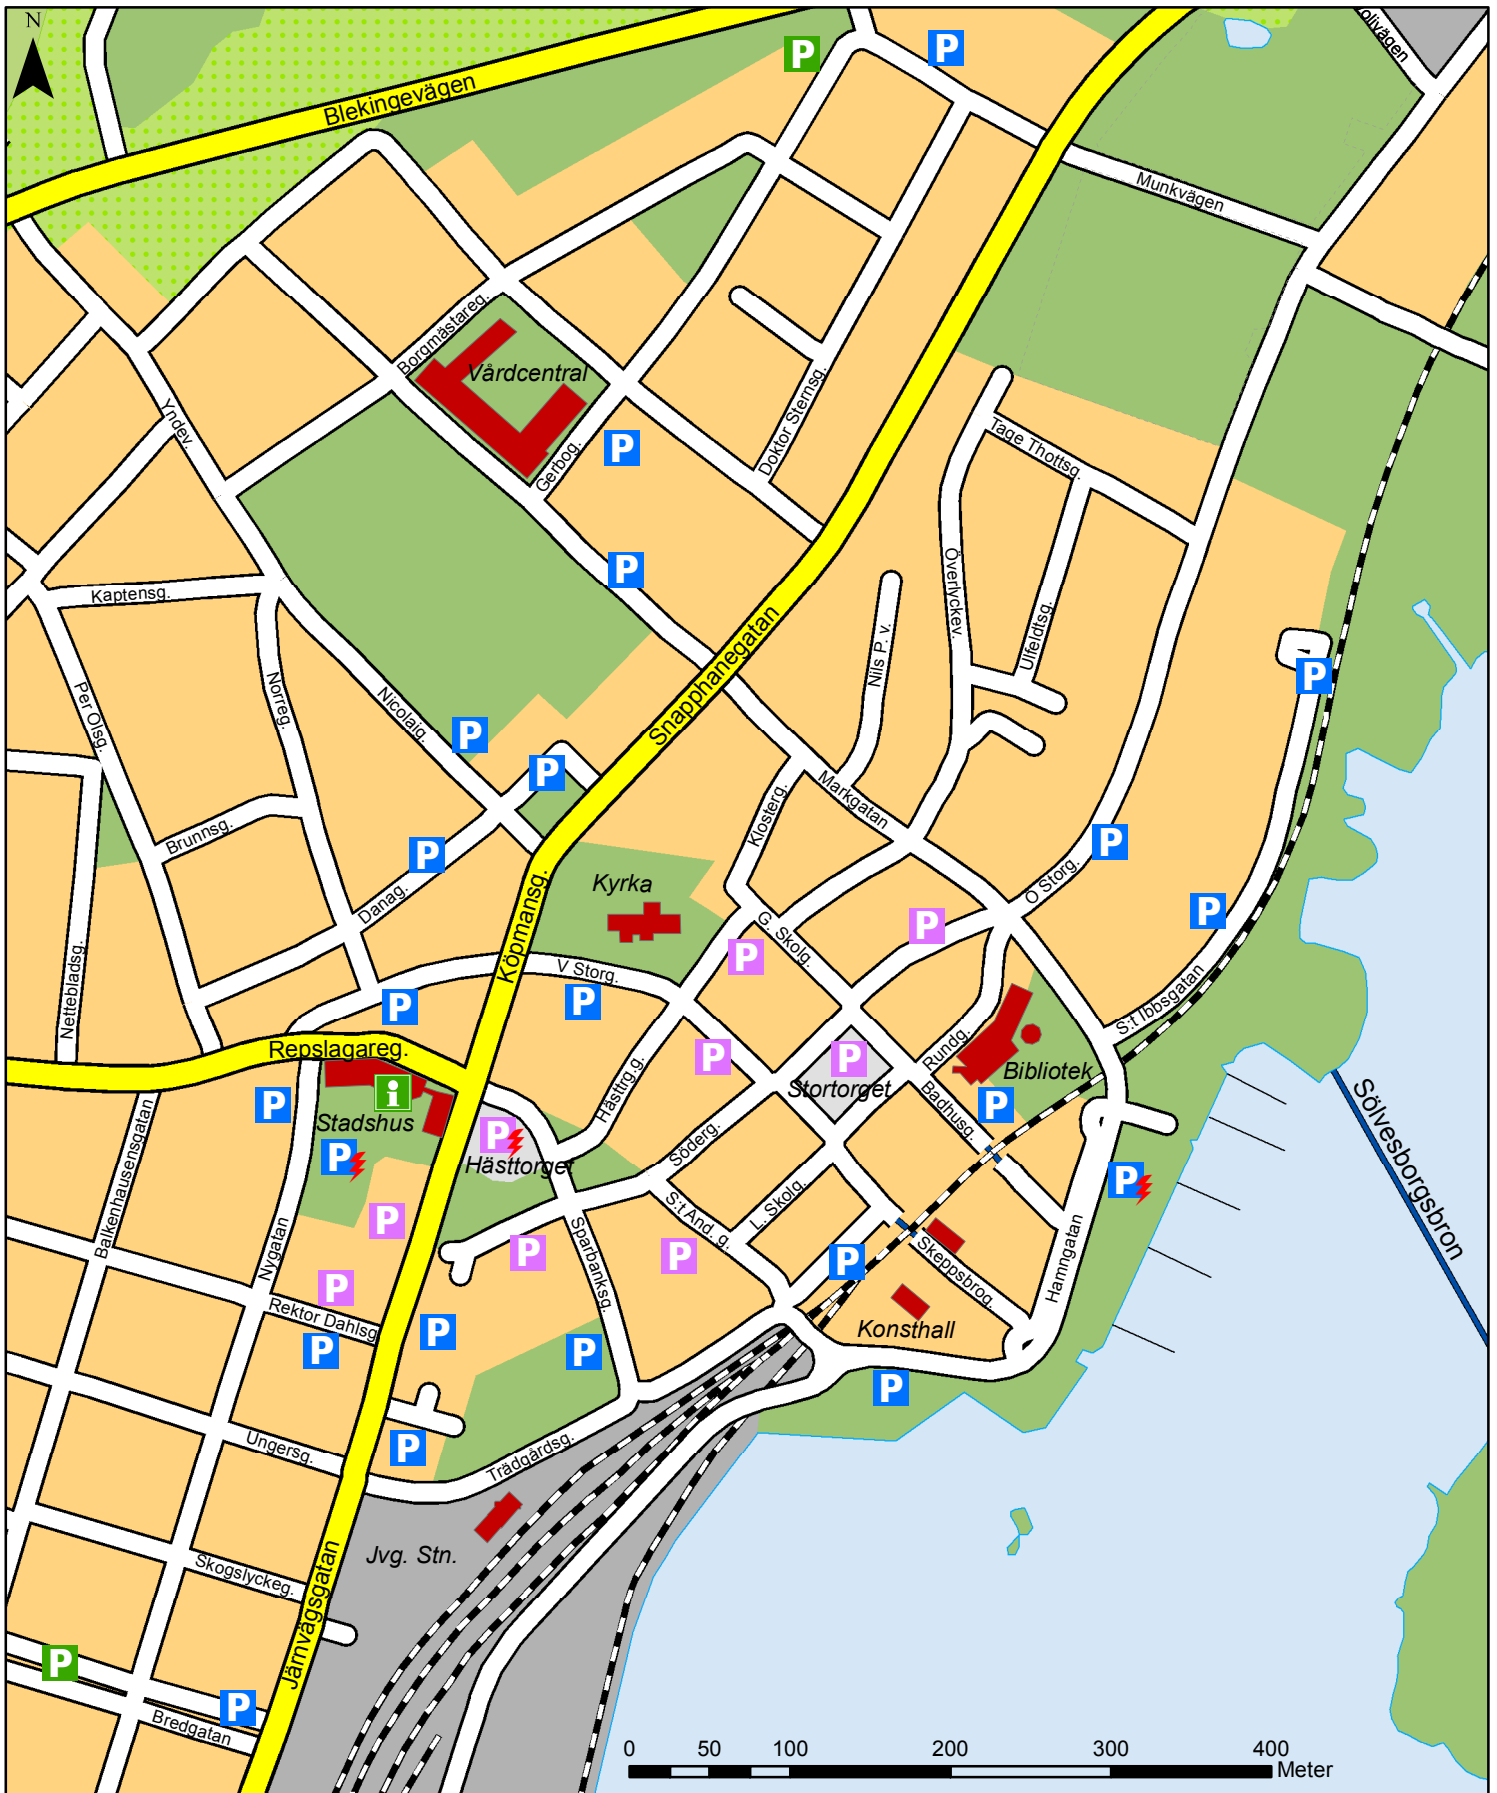 N
P
P
olivägen
Blekingevägen
Munkvägen
Borgmästareg.
Vårdcentral
Yndev.
Doktor Sternsg.
Tage Thottsg.
P
Gerbog.
P
Kaptensg.
Överlyckev.
Ulfeldtsg.
Nils P. v.
Snapphanegatan
P
Per Olsg.
Norreg.
Nicolaig.
P
P
Markgatan
Klosterg.
Brunnsg.
P
P
Danag.
Kyrka
Ö Storg.
P
Köpmansg.
G. Skolg.
P
P
Nettebladsg.
V Storg.
P
P
S:t Ibbsgatan
Repslagareg.
P
P
Rundg.
Bibliotek
Stortorget
Hästtrg.g.
i
P
P
Stadshus
Badhusg.
Sölvesborgsbron
P
P
Hästtorget
Söderg.
P
Balkenhausensgatan
Nygatan
P
S:t And. g.
L. Skolg.
Sparbanksg.
P
P
P
Skeppsbrog.
Hamngatan
P
Rektor Dahlsg
P
P
P
Konsthall
P
Ungersg.
P
Trädgårdsg.
Jvg. Stn.
Skogslyckeg.
Järnvägsgatan
P
P
Bredgatan
0 50 100 200 300 400
Meter